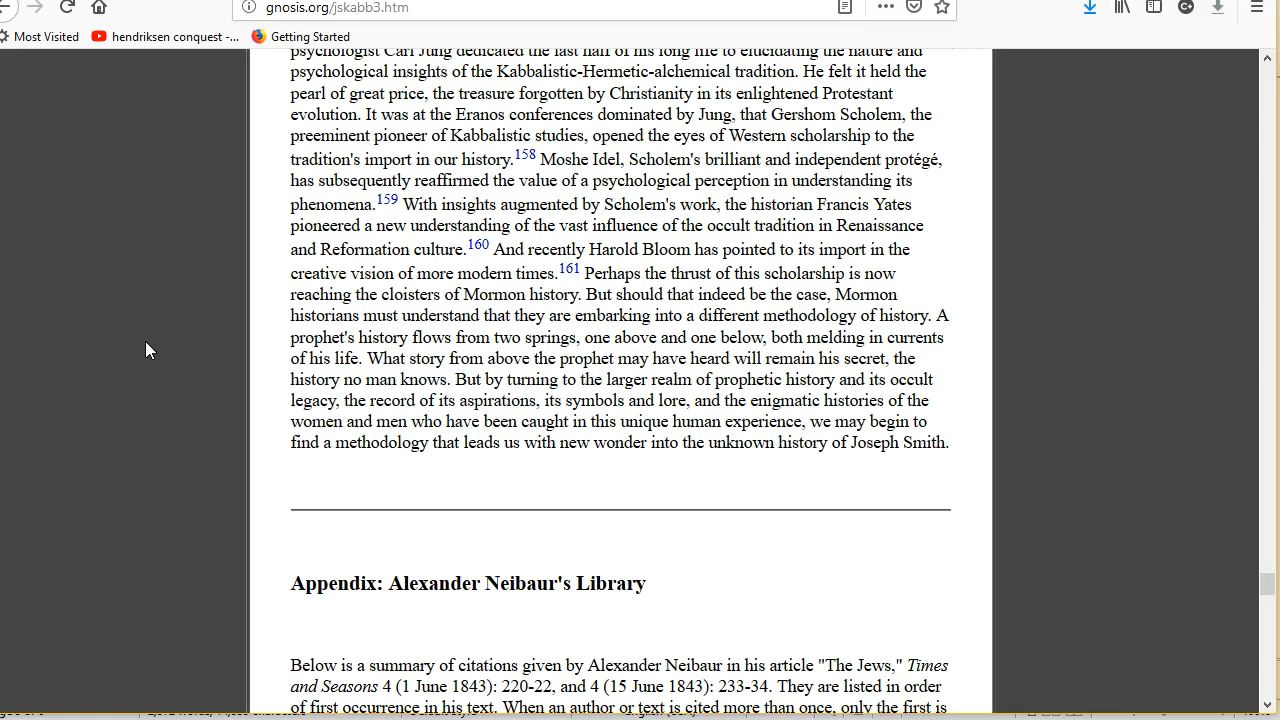 gnosis.org/jskabb3.htm
Most Visited hendriksen conquest -... Getting Started
psychologist Carl Jung dedicated the last half of his long life to elucidating the nature and
psychological insights of the Kabbalistic-Hermetic-alchemical tradition. He felt it held the
pearl of great price, the treasure forgotten by Christianity in its enlightened Protestant
evolution. It was at the Eranos conferences dominated by Jung, that Gershom Scholem, the
preeminent pioneer of Kabbalistic studies, opened the eyes of Western scholarship to the
tradition's import in our history.158 Moshe Idel, Scholem's brilliant and independent protégé,
has subsequently reaffirmed the value of a psychological perception in understanding its
phenomena.159 With insights augmented by Scholem's work, the historian Francis Yates
pioneered a new understanding of the vast influence of the occult tradition in Renaissance
and Reformation culture.160 And recently Harold Bloom has pointed to its import in the
creative vision of more modern times.161 Perhaps the thrust of this scholarship is now
reaching the cloisters of Mormon history. But should that indeed be the case, Mormon
historians must understand that they are embarking into a different methodology of history. A
prophet's history flows from two springs, one above and one below, both melding in currents
of his life. What story from above the prophet may have heard will remain his secret, the
history no man knows. But by turning to the larger realm of prophetic history and its occult
legacy, the record of its aspirations, its symbols and lore, and the enigmatic histories of the
women and men who have been caught in this unique human experience, we may begin to
find a methodology that leads us with new wonder into the unknown history of Joseph Smith.
Appendix: Alexander Neibaur's Library
Below is a summary of citations given by Alexander Neibaur in his article "The Jews," Times
and Seasons 4 (1 June 1843): 220-22, and 4 (15 June 1843): 233-34. They are listed in order
of first occurrence in his text. When an author or text is cited more than once, only the first is